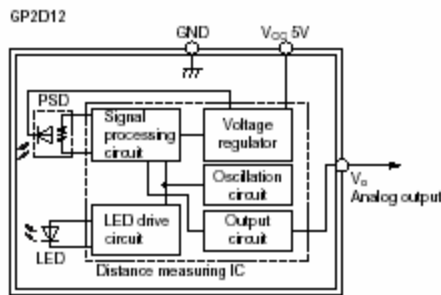 GP2D12
GND
VCC 5V
PSD
Signal
processing
circuit
Voltage
regulator
Oscillation
circuit
LED drive
circuit
Output
circuit
LED
Distance measuring IC
Vo
Analog output